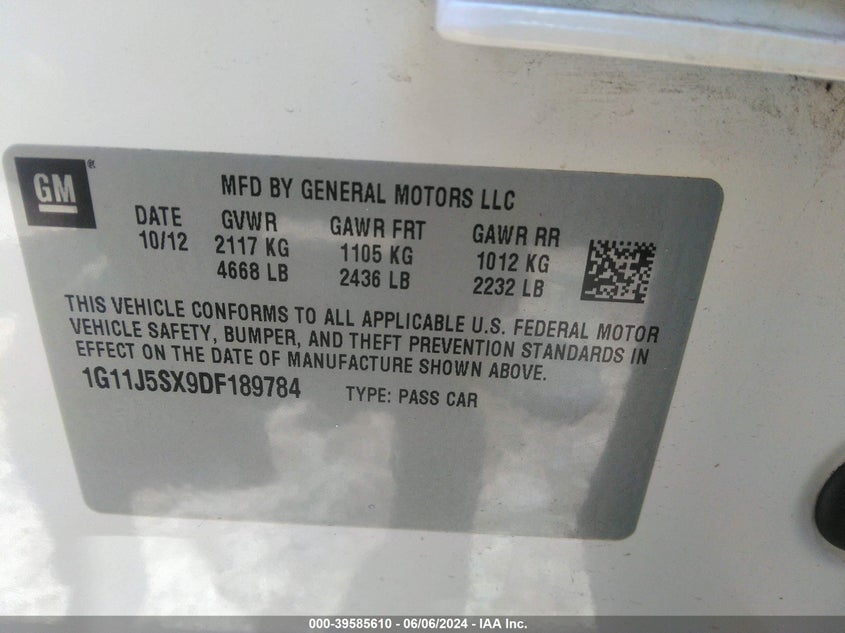 GM®
MFD BY GENERAL MOTORS LLC
DATE GVWR GAWR FRT GAWR RR
10/12 2117 KG 1105 KG 1012 KG
4668 LB 2436 LB 2232 LB
THIS VEHICLE CONFORMS TO ALL APPLICABLE U.S. FEDERAL MOTOR
VEHICLE SAFETY, BUMPER, AND THEFT PREVENTION STANDARDS IN
EFFECT ON THE DATE OF MANUFACTURE SHOWN ABOVE.
1G11J5SX9DF189784 TYPE: PASS CAR
000-39585610 - 06/06/2024 - IAA Inc.